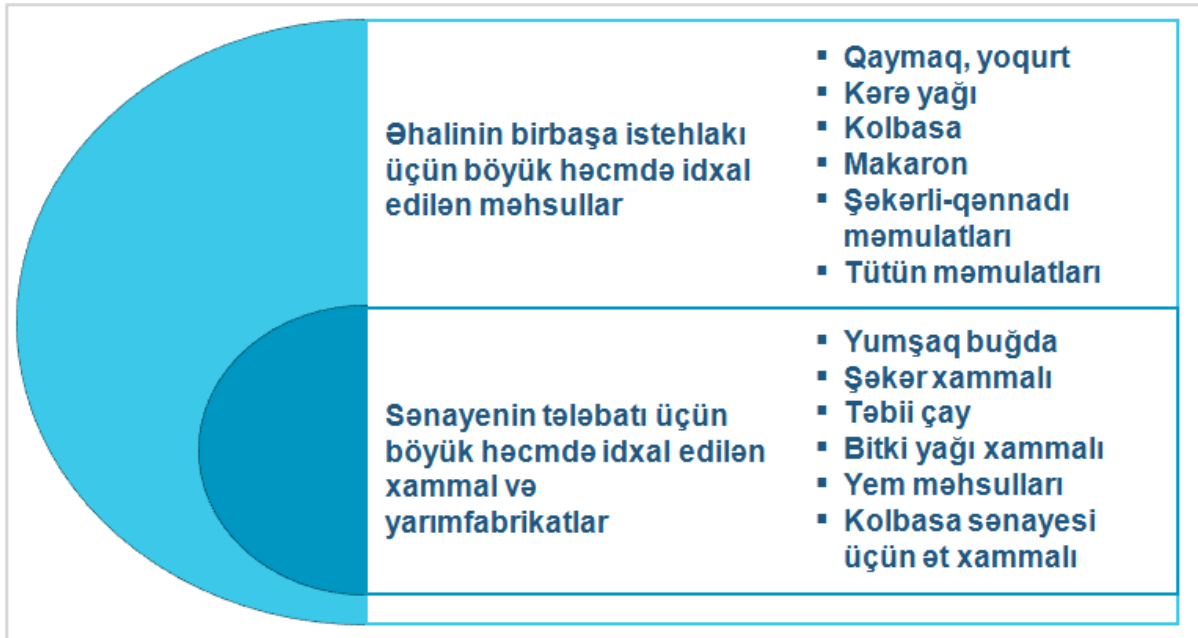 Əhalinin birbaşa istehlakı
üçün böyük həcmdə idxal
edilən məhsullar
▪ Qaymaq, yoqurt
▪ Kərə yağı
▪ Kolbasa
▪ Makaron
▪ Şəkərli-qənnadı
məmulatları
▪ Tütün məmulatları
Sənayenin tələbatı üçün
böyük həcmdə idxal edilən
xammal və
yarımfabrikatlar
▪ Yumşaq buğda
▪ Şəkər xammalı
▪ Təbii çay
▪ Bitki yağı xammalı
▪ Yem məhsulları
▪ Kolbasa sənayesi
üçün ət xammalı